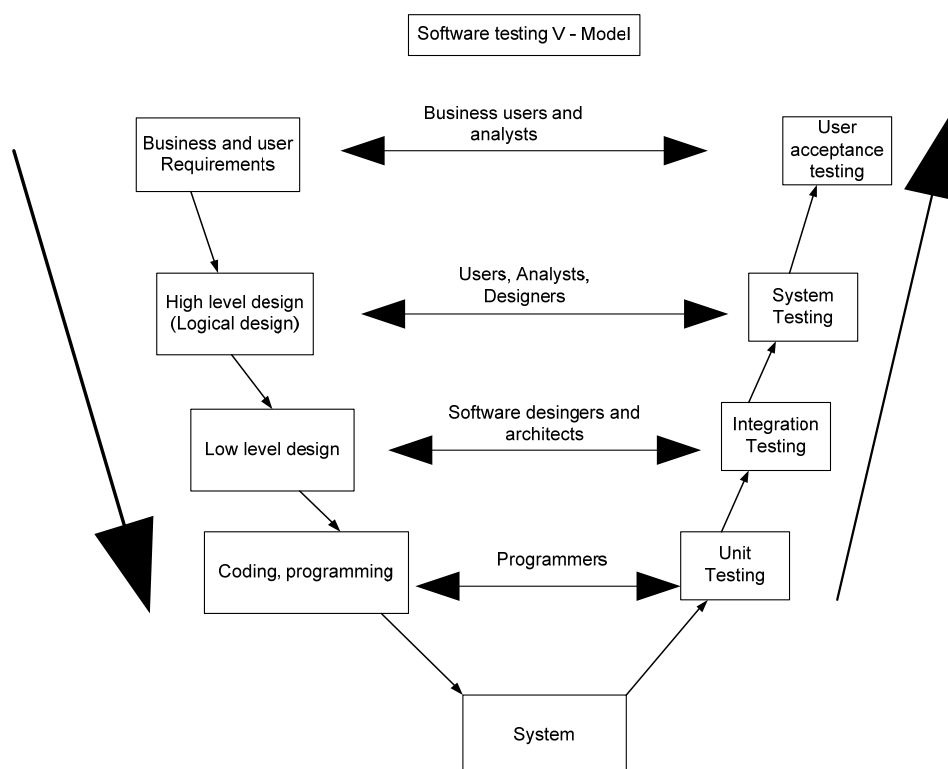 Software testing V - Model
Business users and
analysts
Business and user
Requirements
User
acceptance
testing
Users, Analysts,
Designers
High level design
(Logical design)
System
Testing
Software desingers and
architects
Low level design
Integration
Testing
Programmers
Coding, programming
Unit
Testing
System